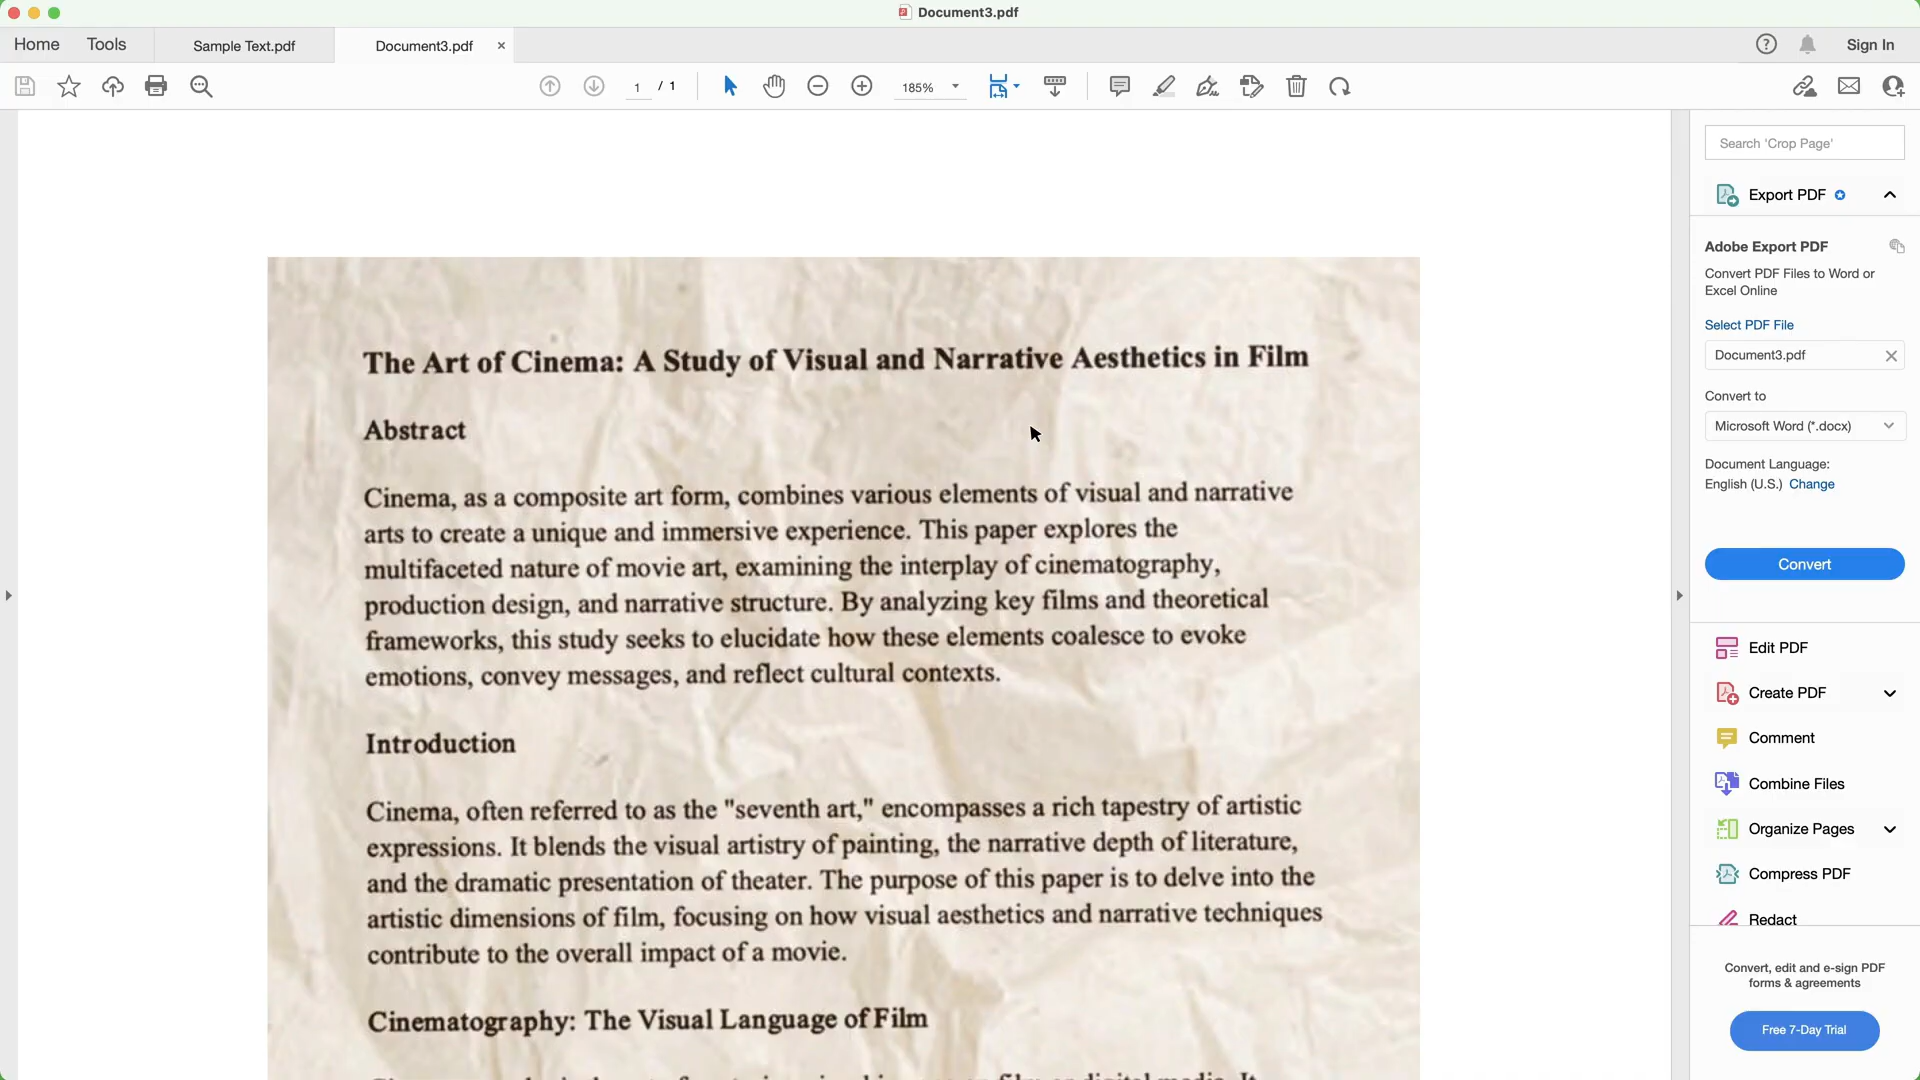 Document3.pdf
Home Tools Sample Text.pdf Document3.pdf Sign In
1 / 1 185%
Search 'Crop Page'
Export PDF
Adobe Export PDF
Convert PDF Files to Word or
Excel Online
Select PDF File
Document3.pdf
Convert to
Microsoft Word (*.docx)
Document Language:
English (U.S.) Change
Convert
Edit PDF
Create PDF
Comment
Combine Files
Organize Pages
Compress PDF
Redact
Convert, edit and e-sign PDF
forms & agreements
Free 7-Day Trial
The Art of Cinema: A Study of Visual and Narrative Aesthetics in Film
Abstract
Cinema, as a composite art form, combines various elements of visual and narrative
arts to create a unique and immersive experience. This paper explores the
multifaceted nature of movie art, examining the interplay of cinematography,
production design, and narrative structure. By analyzing key films and theoretical
frameworks, this study seeks to elucidate how these elements coalesce to evoke
emotions, convey messages, and reflect cultural contexts.
Introduction
Cinema, often referred to as the "seventh art," encompasses a rich tapestry of artistic
expressions. It blends the visual artistry of painting, the narrative depth of literature,
and the dramatic presentation of theater. The purpose of this paper is to delve into the
artistic dimensions of film, focusing on how visual aesthetics and narrative techniques
contribute to the overall impact of a movie.
Cinematography: The Visual Language of Film